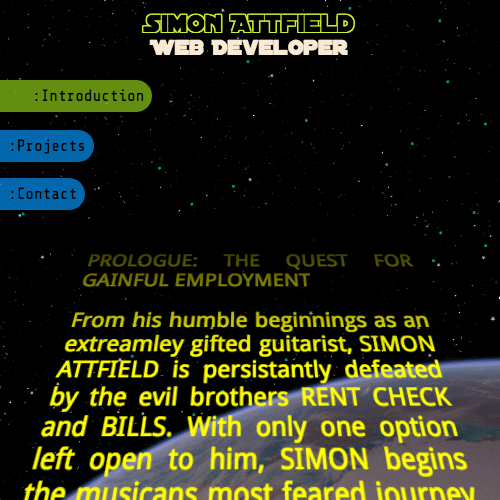 SIMON ATTFIELD
WEB DEVELOPER
:Introduction
:Projects
:Contact
PROLOGUE: THE QUEST FOR
GAINFUL EMPLOYMENT
From his humble beginnings as an
extreamley gifted guitarist, SIMON
ATTFIELD is persistantly defeated
by the evil brothers RENT CHECK
and BILLS. With only one option
left open to him, SIMON begins
the musicans most feared journey